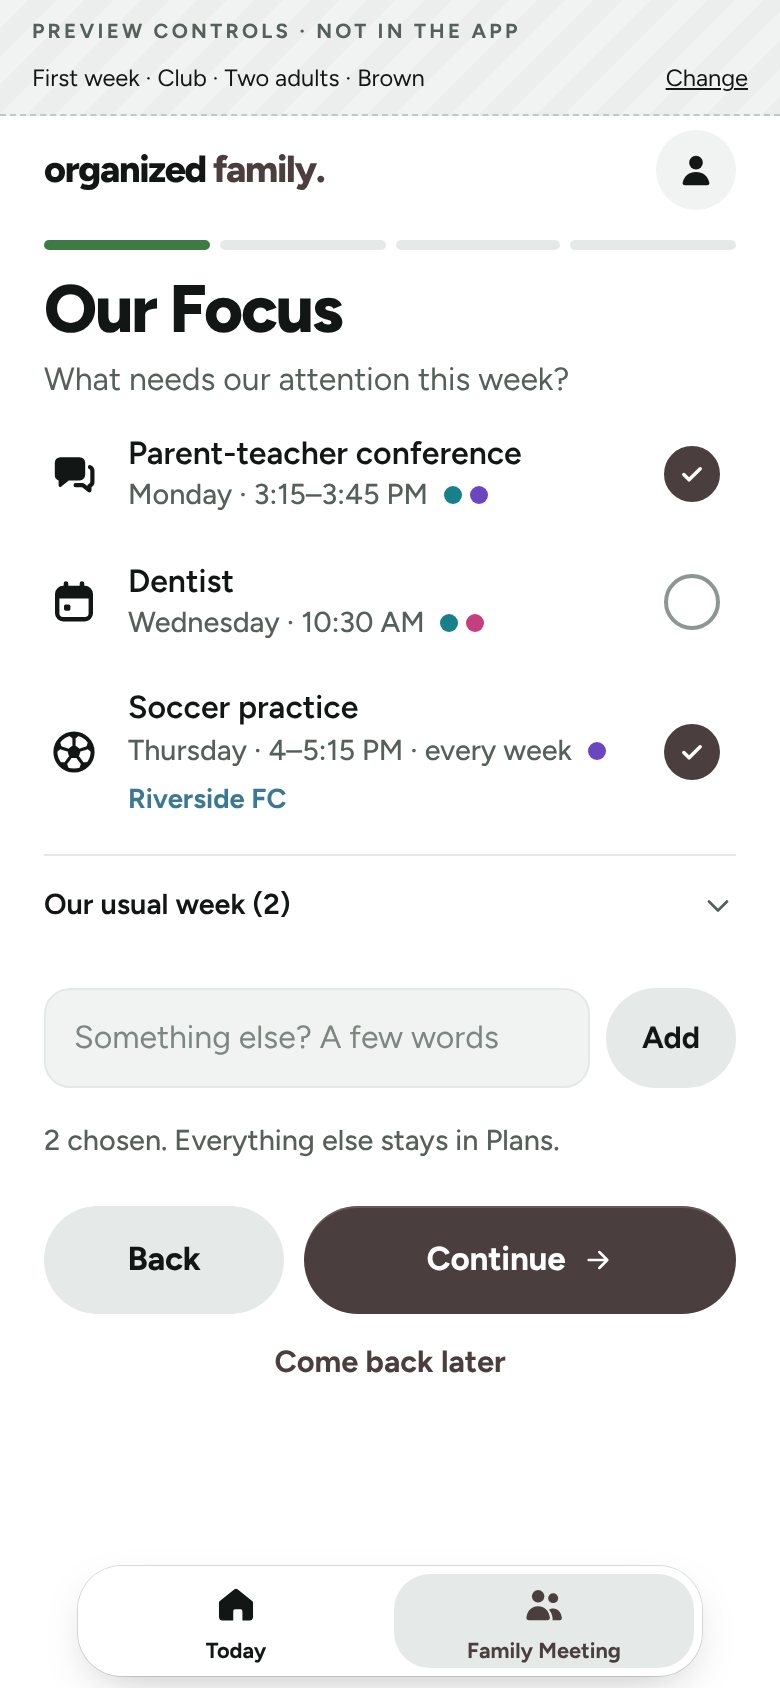 PREVIEW CONTROLS · NOT IN THE APP
First week · Club · Two adults · Brown
Change
organized family.
Our Focus
What needs our attention this week?
Parent-teacher conference
Monday · 3:15–3:45 PM
Dentist
Wednesday · 10:30 AM
Soccer practice
Thursday · 4–5:15 PM · every week
Riverside FC
Our usual week (2)
Something else? A few words
Add
2 chosen. Everything else stays in Plans.
Back
Continue →
Come back later
Today
Family Meeting